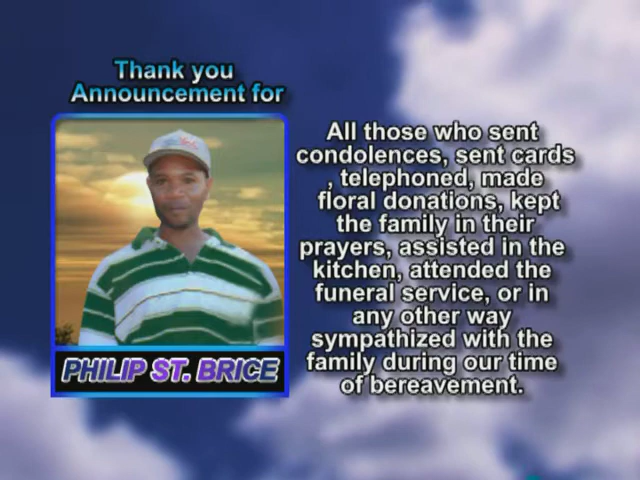 Thank you
Announcement for
PHILIP ST. BRICE
All those who sent
condolences, sent cards
, telephoned, made
floral donations, kept
the family in their
prayers, assisted in the
kitchen, attended the
funeral service, or in
any other way
sympathized with the
family during our time
of bereavement.